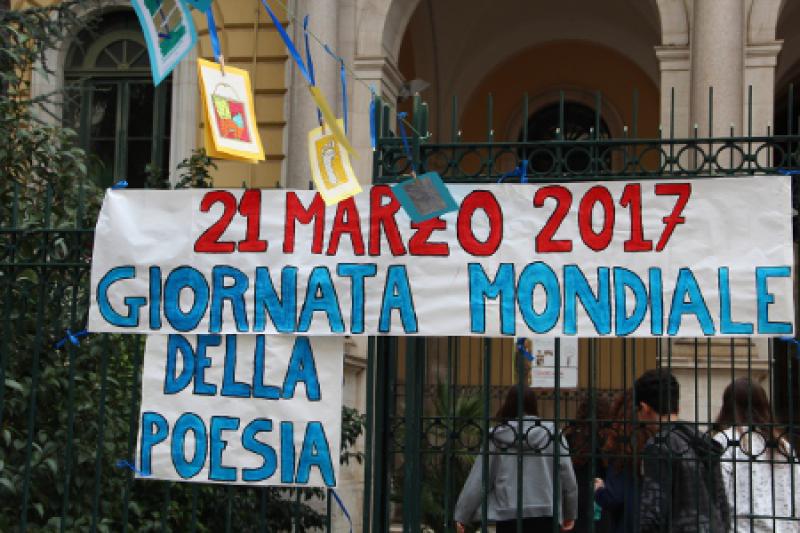 21 MARZO 2017
GIORNATA MONDIALE
DELLA
POESIA